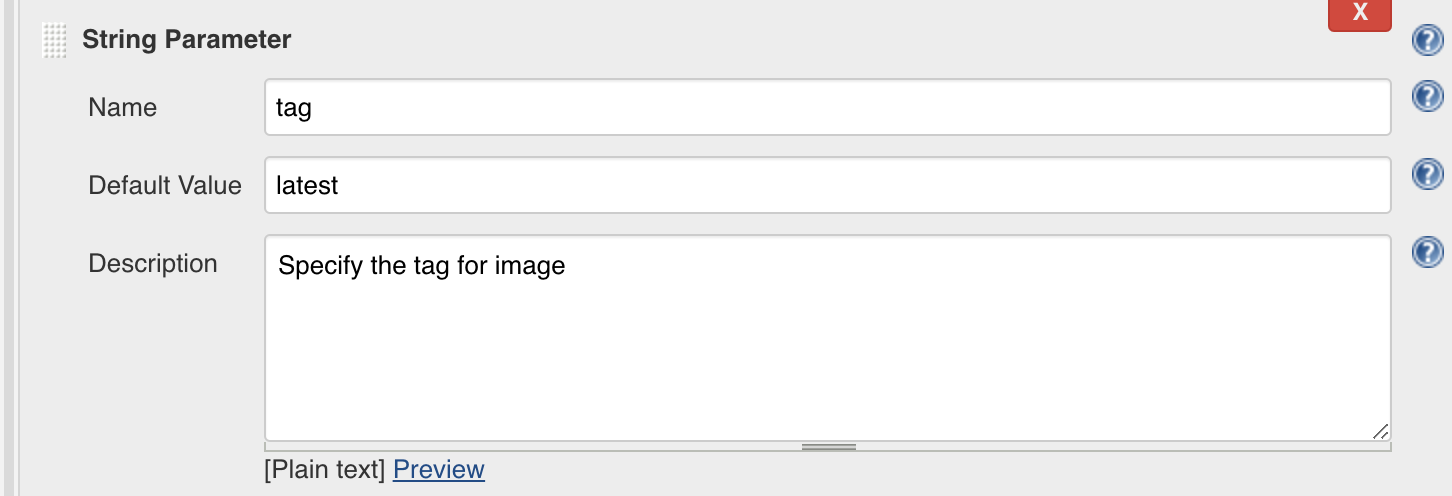 X
String Parameter
?
Name
tag
?
Default Value
latest
?
Description
Specify the tag for image
?
[Plain text] Preview